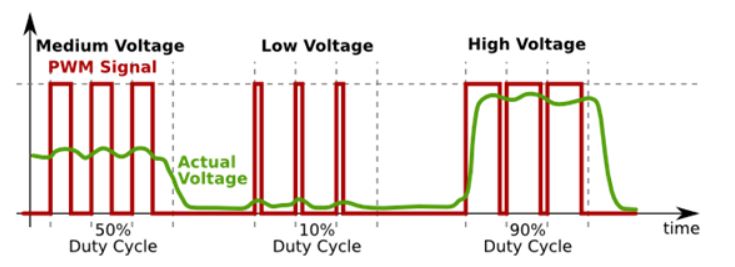 Medium Voltage
Low Voltage
High Voltage
PWM Signal
Actual
Voltage
time
50%
Duty Cycle
10%
Duty Cycle
90%
Duty Cycle